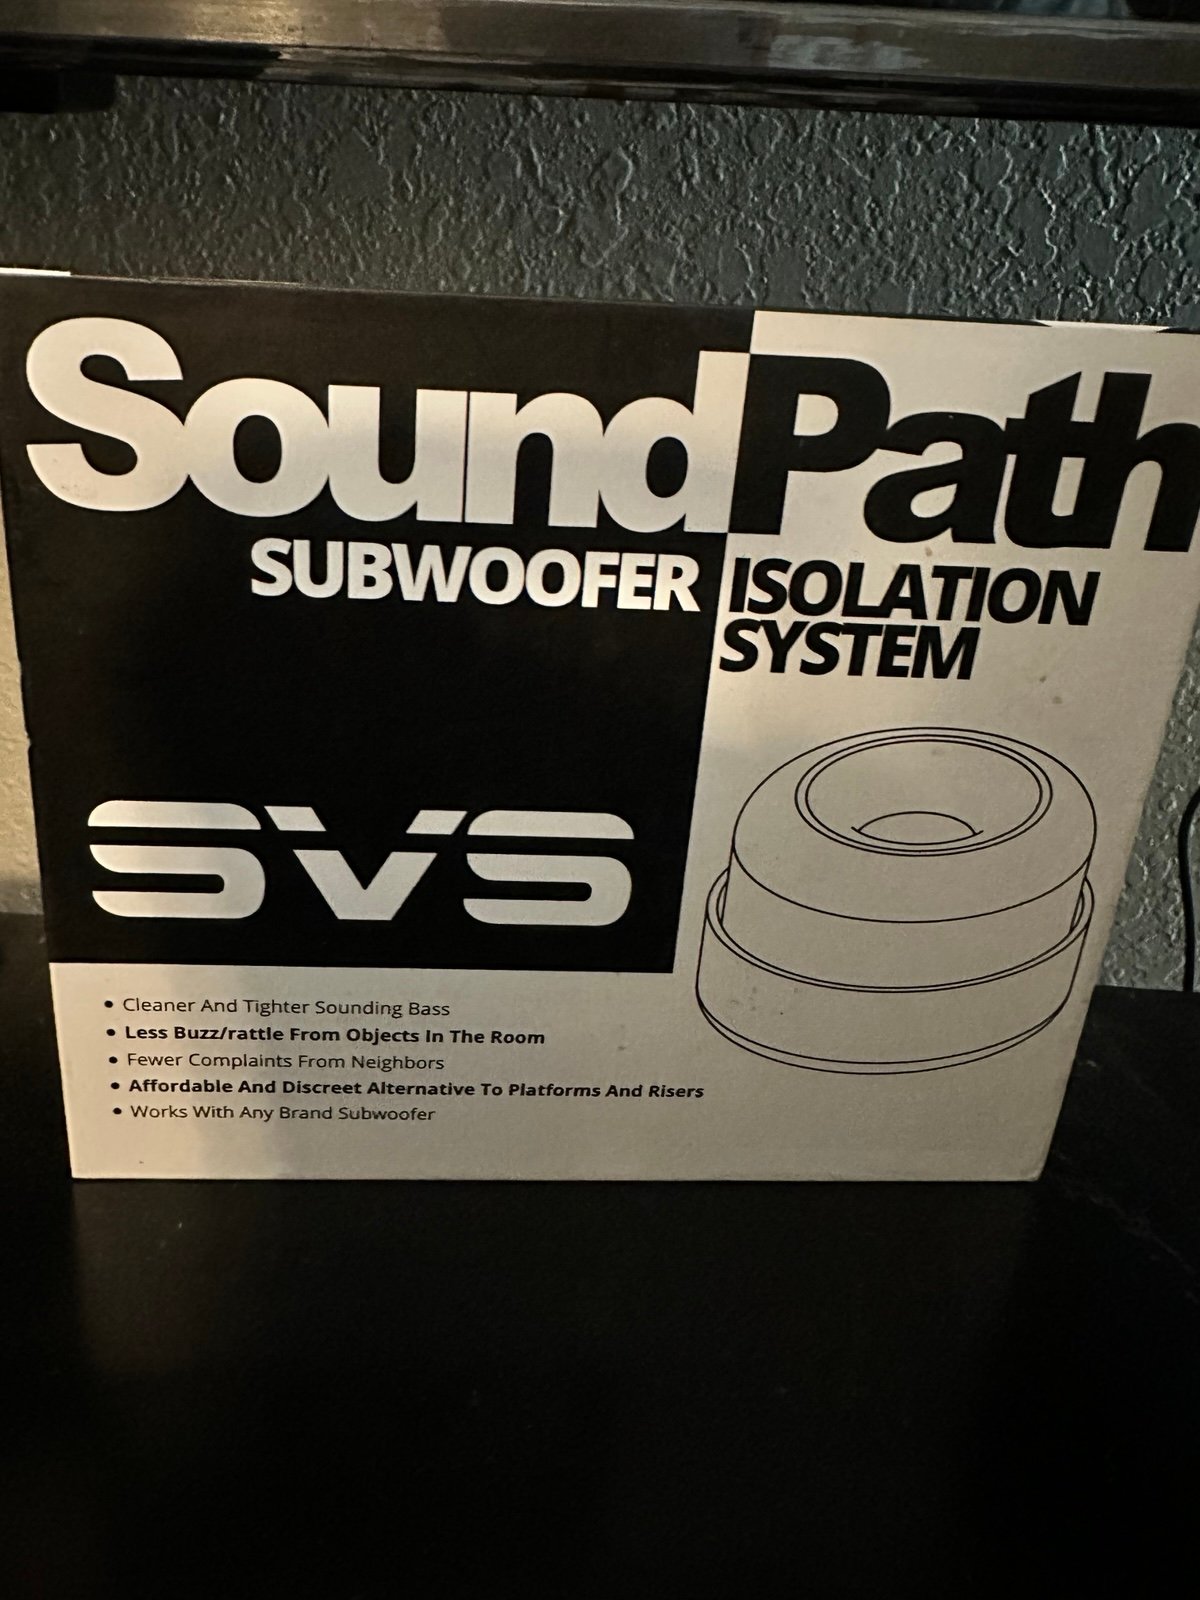 SoundPath
SUBWOOFER ISOLATION
SYSTEM
SVS
• Cleaner And Tighter Sounding Bass
• Less Buzz/rattle From Objects In The Room
• Fewer Complaints From Neighbors
• Affordable And Discreet Alternative To Platforms And Risers
• Works With Any Brand Subwoofer